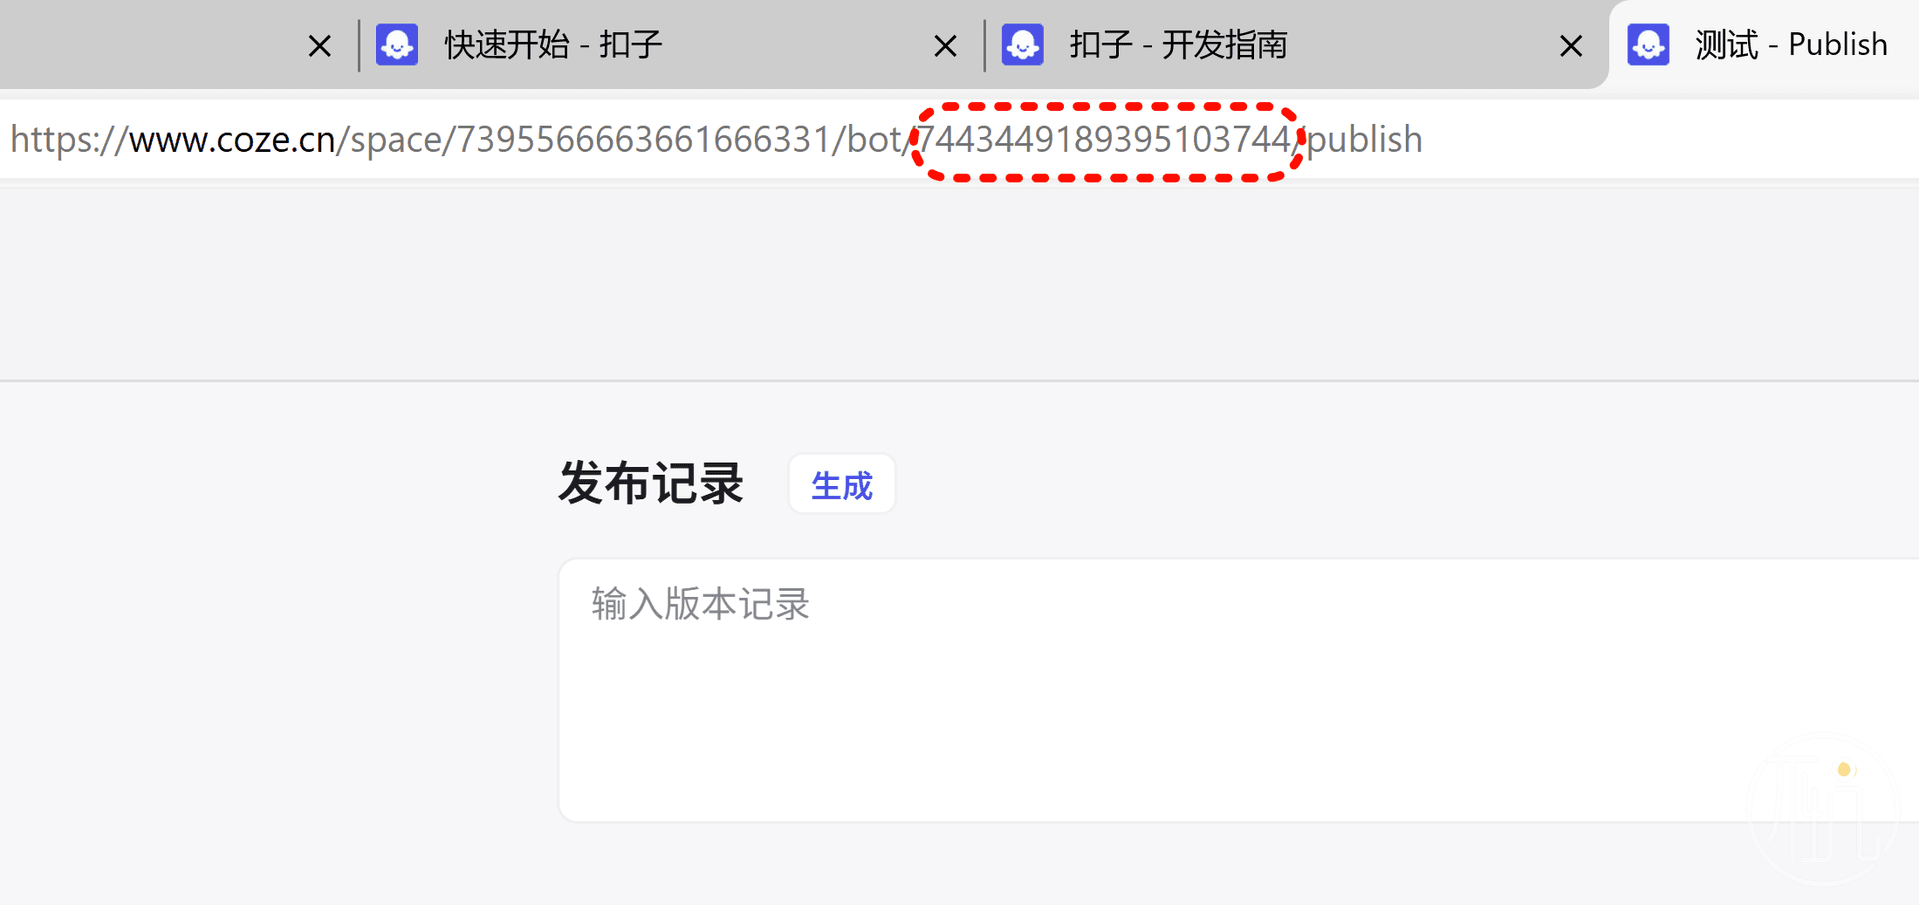 快速开始 - 扣子
扣子 - 开发指南
测试 - Publish
https://www.coze.cn/space/7395566663661666331/bot/7443449189395103744/publish
发布记录
生成
输入版本记录